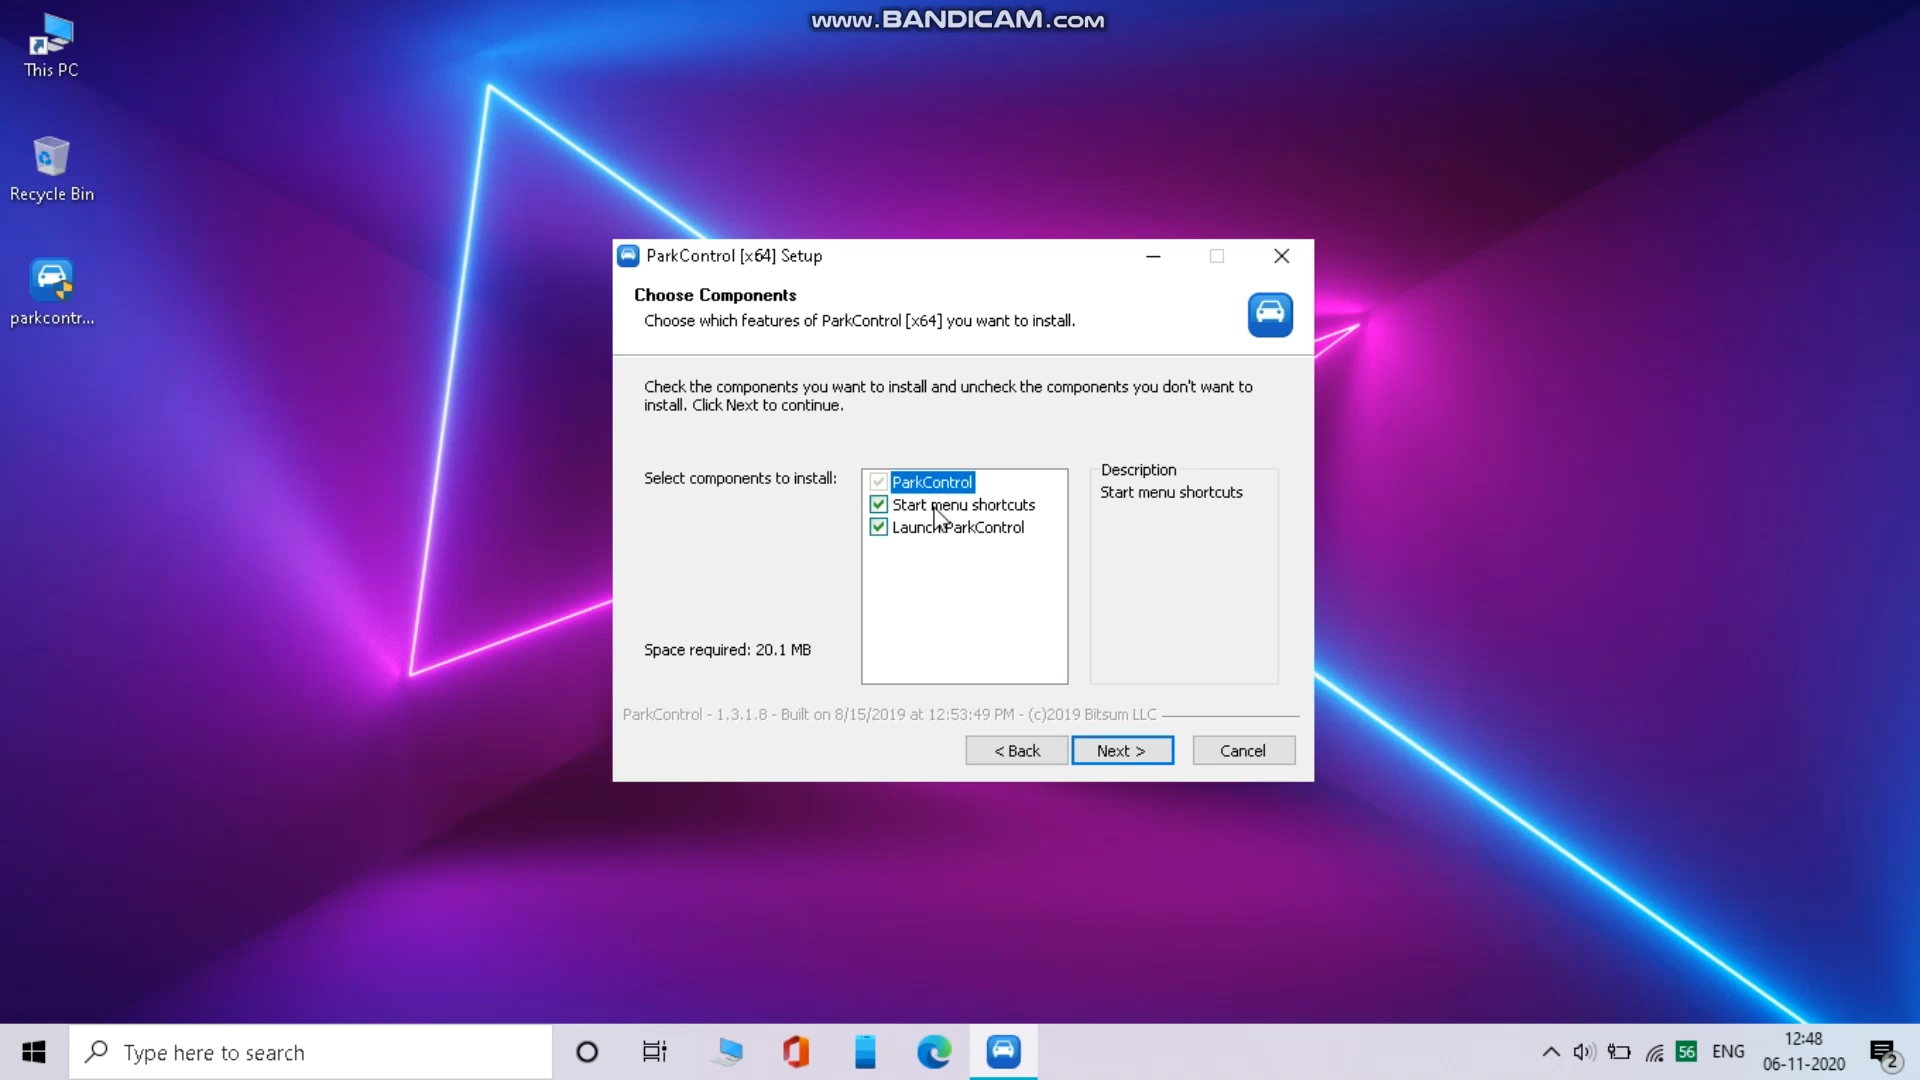 www.BANDICAM.com
This PC
Recycle Bin
parkcontr...
ParkControl [x64] Setup
Choose Components
Choose which features of ParkControl [x64] you want to install.
Check the components you want to install and uncheck the components you don't want to
install. Click Next to continue.
Select components to install:
ParkControl
Start menu shortcuts
Launch ParkControl
Description
Start menu shortcuts
Space required: 20.1 MB
ParkControl - 1.3.1.8 - Built on 8/15/2019 at 12:53:49 PM - (c)2019 Bitsum LLC
< Back
Next >
Cancel
Type here to search
56
ENG
12:48
06-11-2020
2